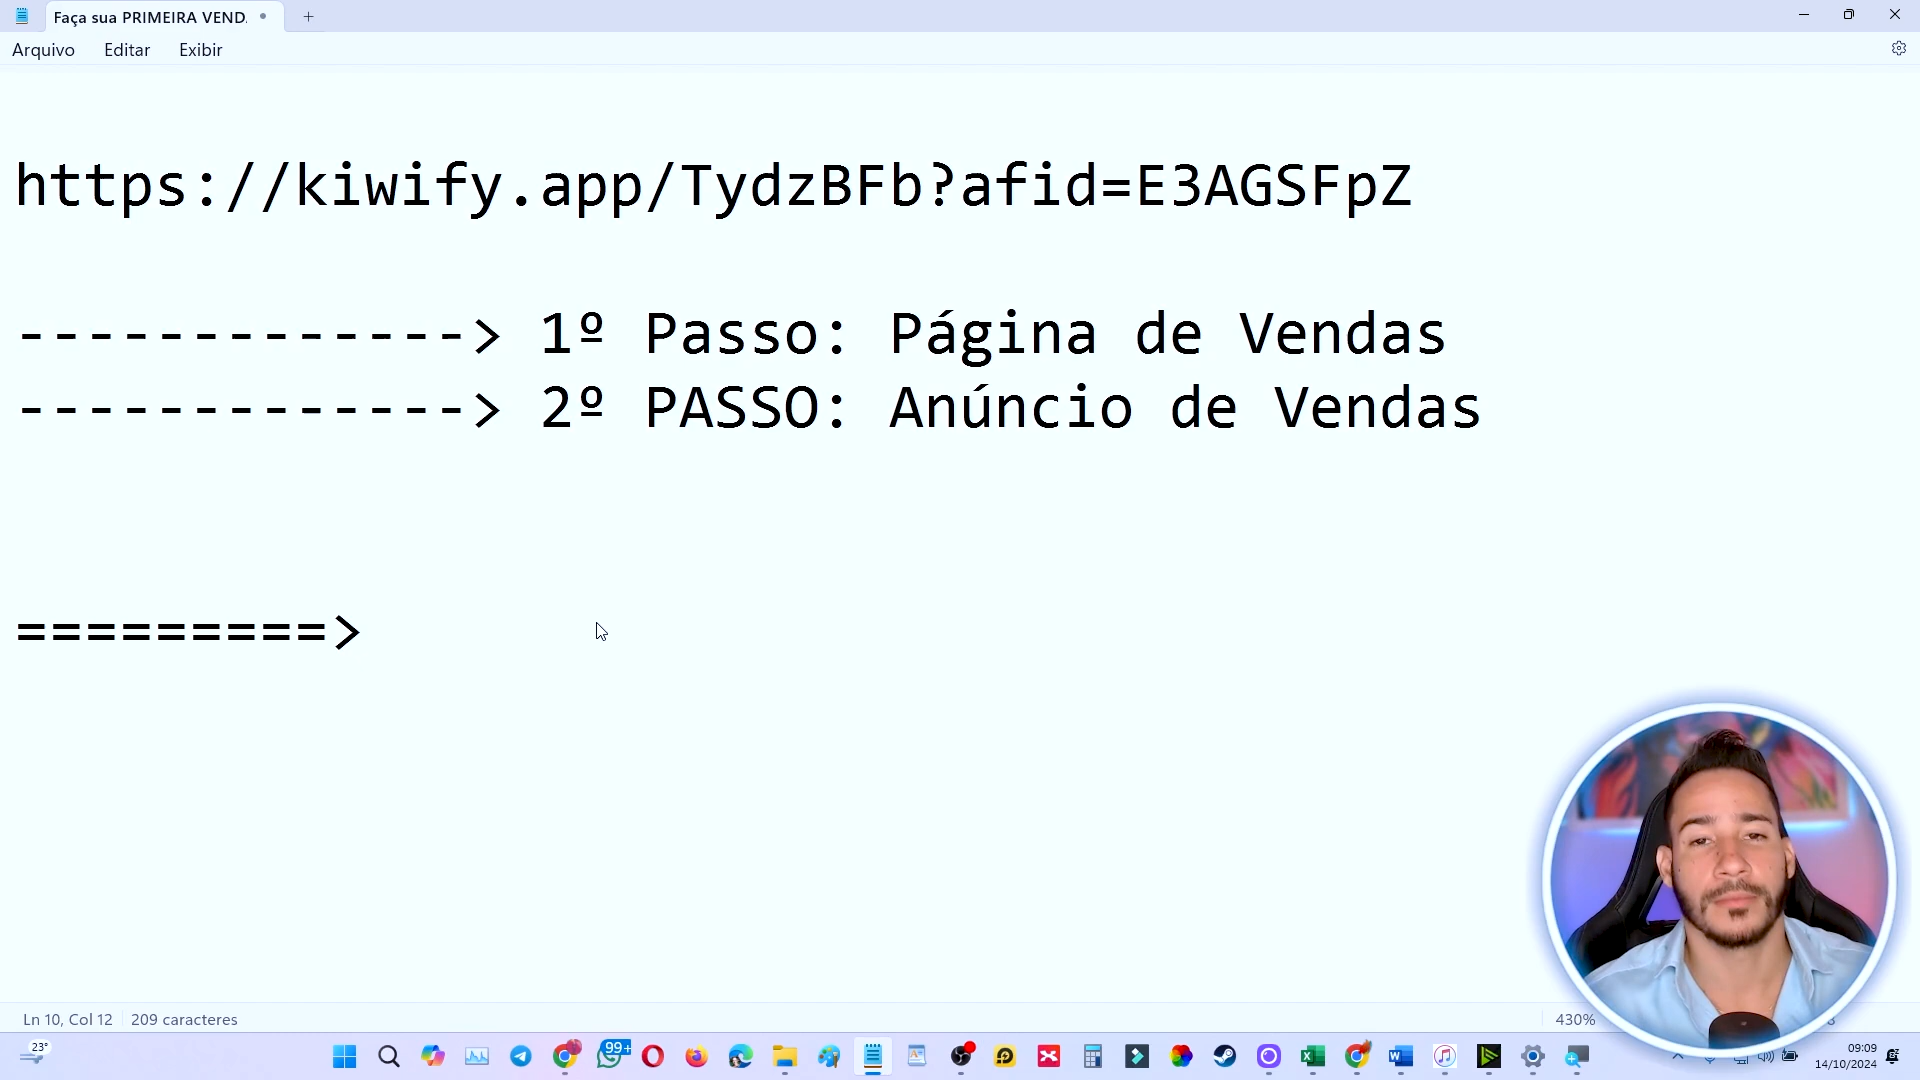 Faça sua PRIMEIRA VEND.
Arquivo Editar Exibir
https://kiwify.app/TydzBFb?afid=E3AGSFpZ
-------------> 1º Passo: Página de Vendas
-------------> 2º PASSO: Anúncio de Vendas
=========>
Ln 10, Col 12 209 caracteres 430%
23°
99+
09:09
14/10/2024